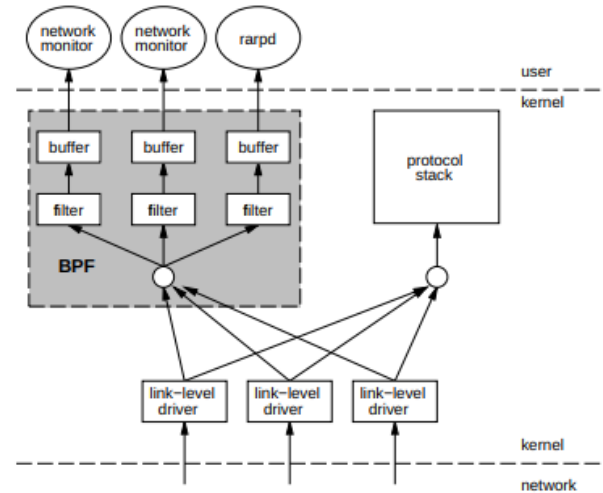 network
monitor
network
monitor
rarpd
user
kernel
buffer
buffer
buffer
protocol
stack
filter
filter
filter
BPF
link-level
driver
link-level
driver
link-level
driver
kernel
network